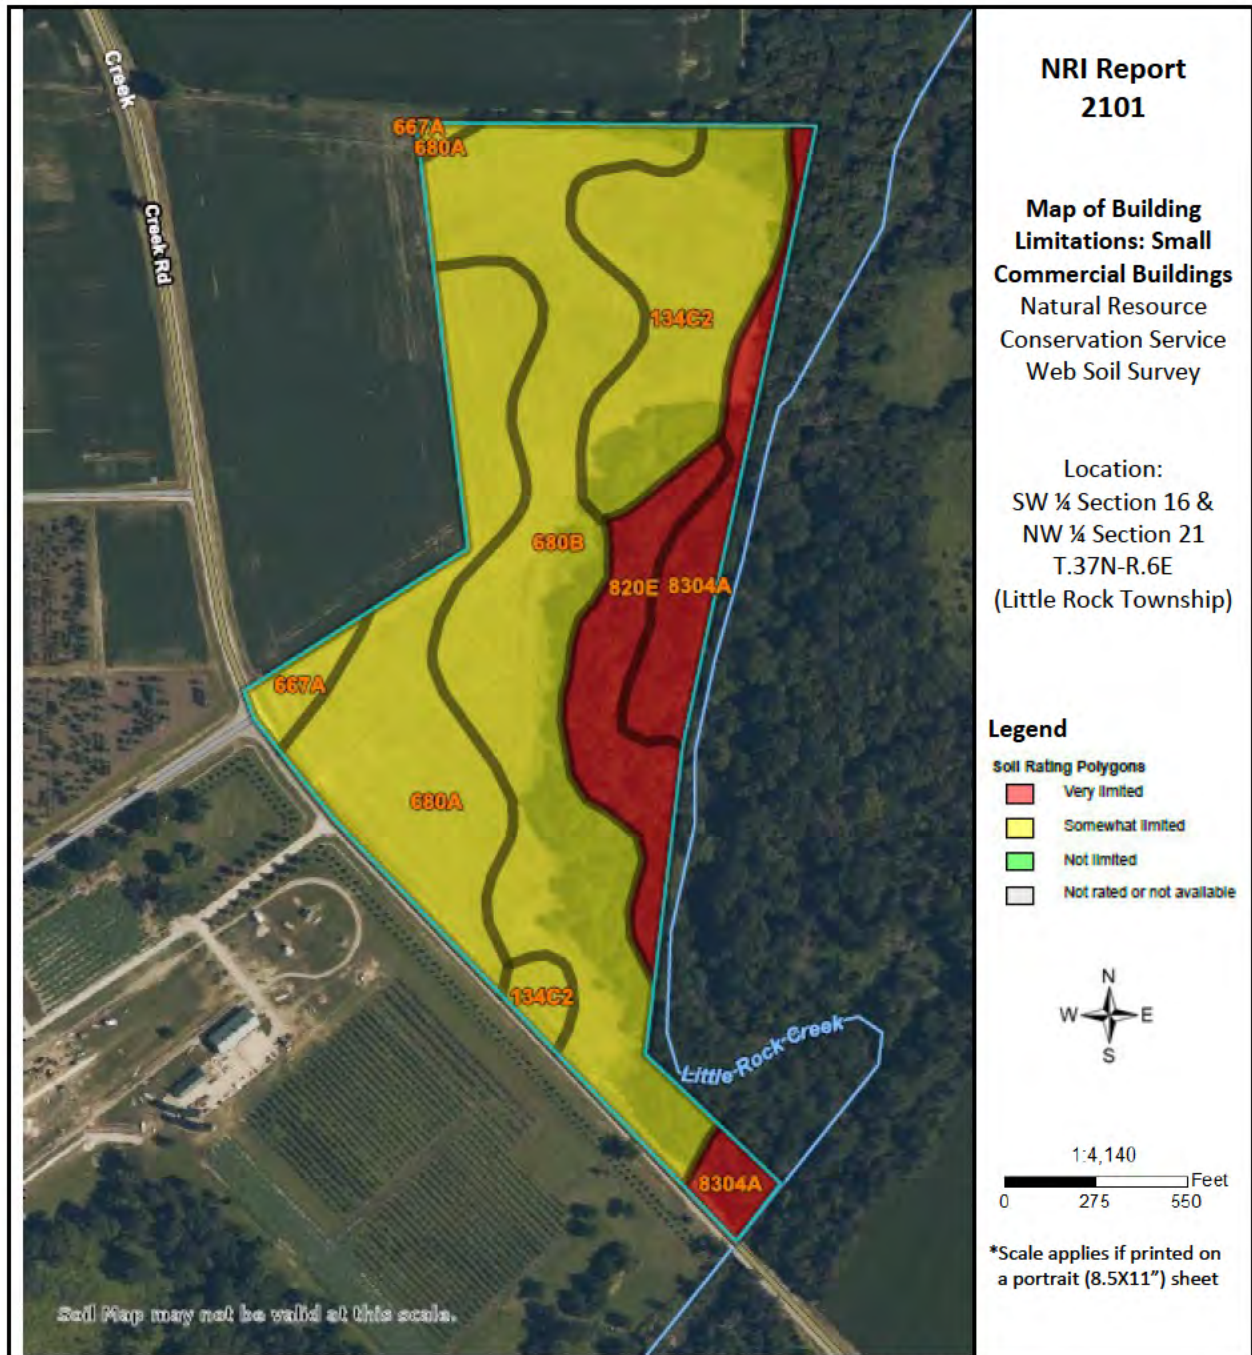 Creek
667A
680A
Creek Rd
134C2
680B
820E
8304A
667A
680A
134C2
Little Rock Creek
8304A
Soil Map may not be valid at this scale.
NRI Report
2101
Map of Building
Limitations: Small
Commercial Buildings
Natural Resource
Conservation Service
Web Soil Survey
Location:
SW ¼ Section 16 &
NW ¼ Section 21
T.37N-R.6E
(Little Rock Township)
Legend
Soil Rating Polygons
Very limited
Somewhat limited
Not limited
Not rated or not available
N
W E
S
1:4,140
Feet
0 275 550
*Scale applies if printed on
a portrait (8.5X11”) sheet